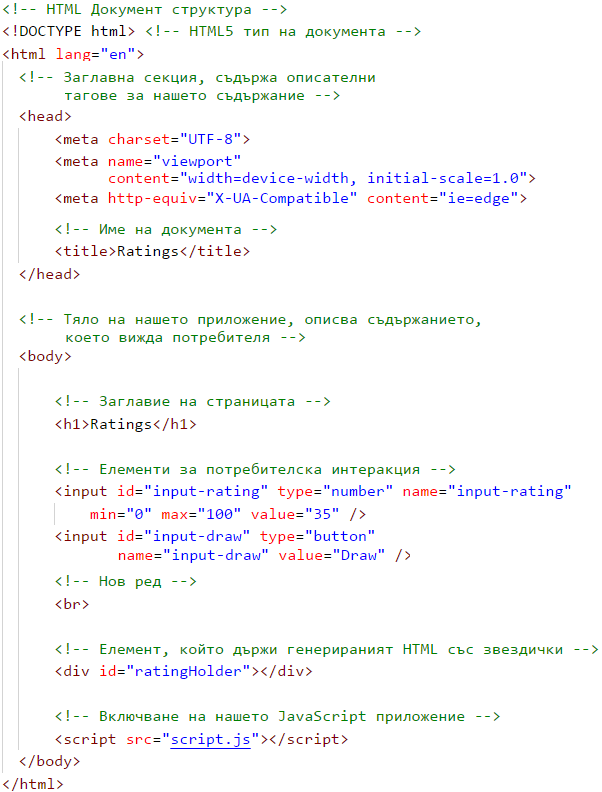 <!-- HTML Документ структура -->
<!DOCTYPE html> <!-- HTML5 тип на документа -->
<html lang="en">
<!-- Заглавна секция, съдържа описателни
тагове за нашето съдържание -->
<head>
<meta charset="UTF-8">
<meta name="viewport"
content="width=device-width, initial-scale=1.0">
<meta http-equiv="X-UA-Compatible" content="ie=edge">
<!-- Име на документа -->
<title>Ratings</title>
</head>
<!-- Тяло на нашето приложение, описва съдържанието,
което вижда потребителя -->
<body>
<!-- Заглавие на страницата -->
<h1>Ratings</h1>
<!-- Елементи за потребителска интеракция -->
<input id="input-rating" type="number" name="input-rating"
min="0" max="100" value="35" />
<input id="input-draw" type="button"
name="input-draw" value="Draw" />
<!-- Нов ред -->
<br>
<!-- Елемент, който държи генерираният HTML със звездички -->
<div id="ratingHolder"></div>
<!-- Включване на нашето JavaScript приложение -->
<script src="script.js"></script>
</body>
</html>